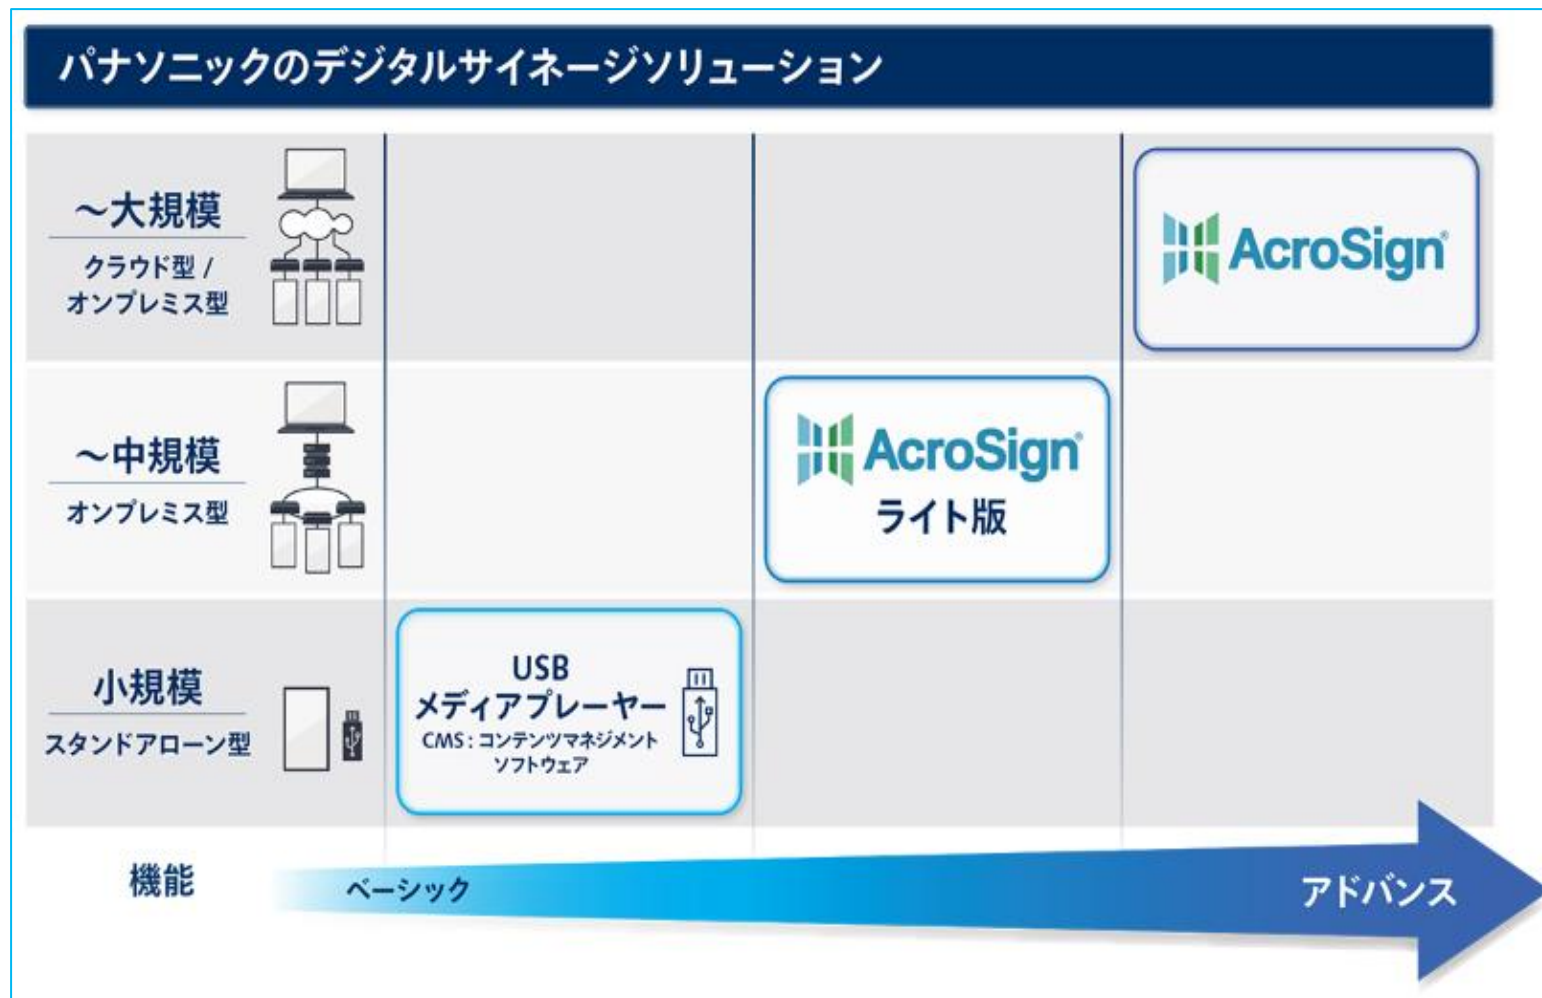 パナソニックのデジタルサイネージソリューション
～大規模
クラウド型 /
オンプレミス型
AcroSign®
～中規模
オンプレミス型
AcroSign®
ライト版
小規模
スタンドアローン型
USB
メディアプレーヤー
CMS : コンテンツマネジメント
ソフトウェア
機能
ベーシック
アドバンス